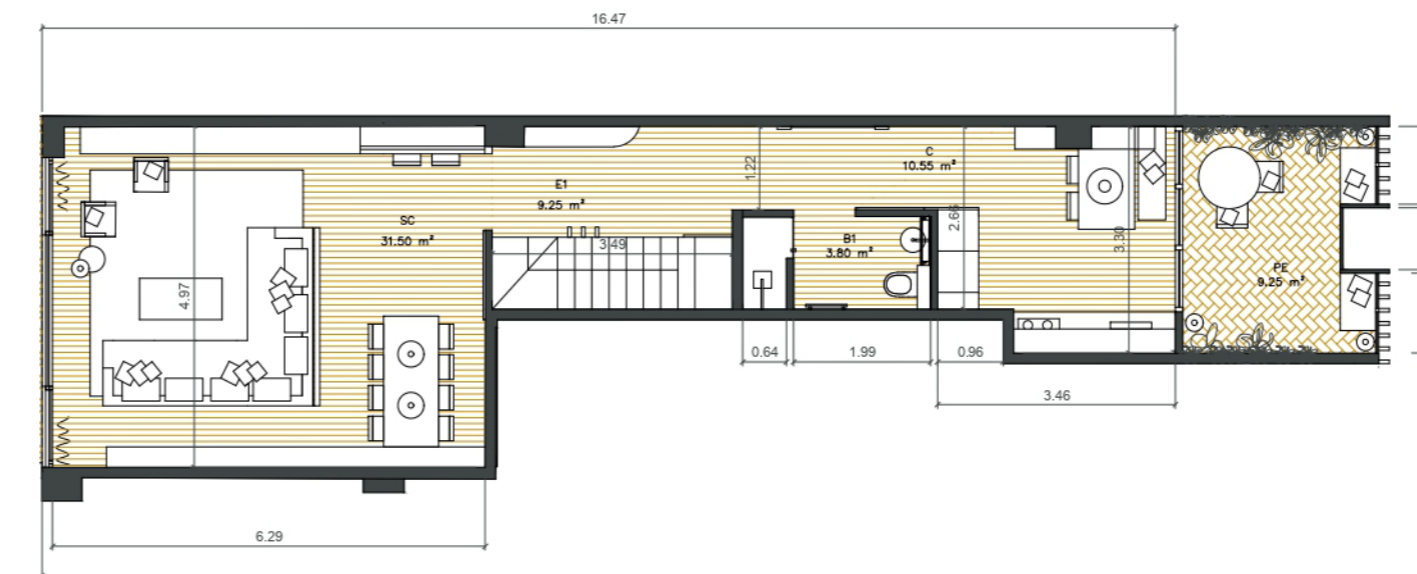 16.47
1.22
C
10.55 m²
E1
9.25 m²
SC
31.50 m²
2.66
3.30
B1
3.80 m²
3.49
PE
9.25 m²
4.97
0.64
1.99
0.96
3.46
6.29